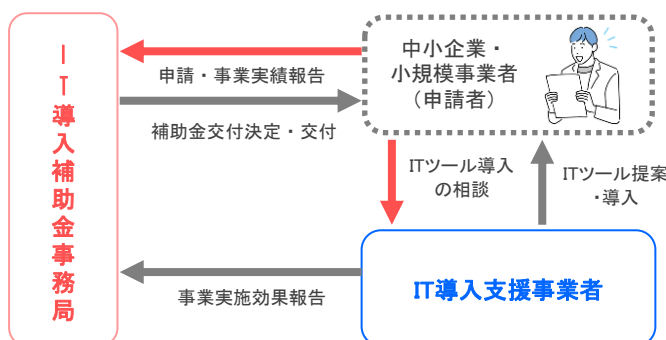 IT導入補助金事務局
申請・事業実績報告
補助金交付決定・交付
中小企業・
小規模事業者
（申請者）
ITツール導入
の相談
ITツール提案
・導入
事業実施効果報告
IT導入支援事業者